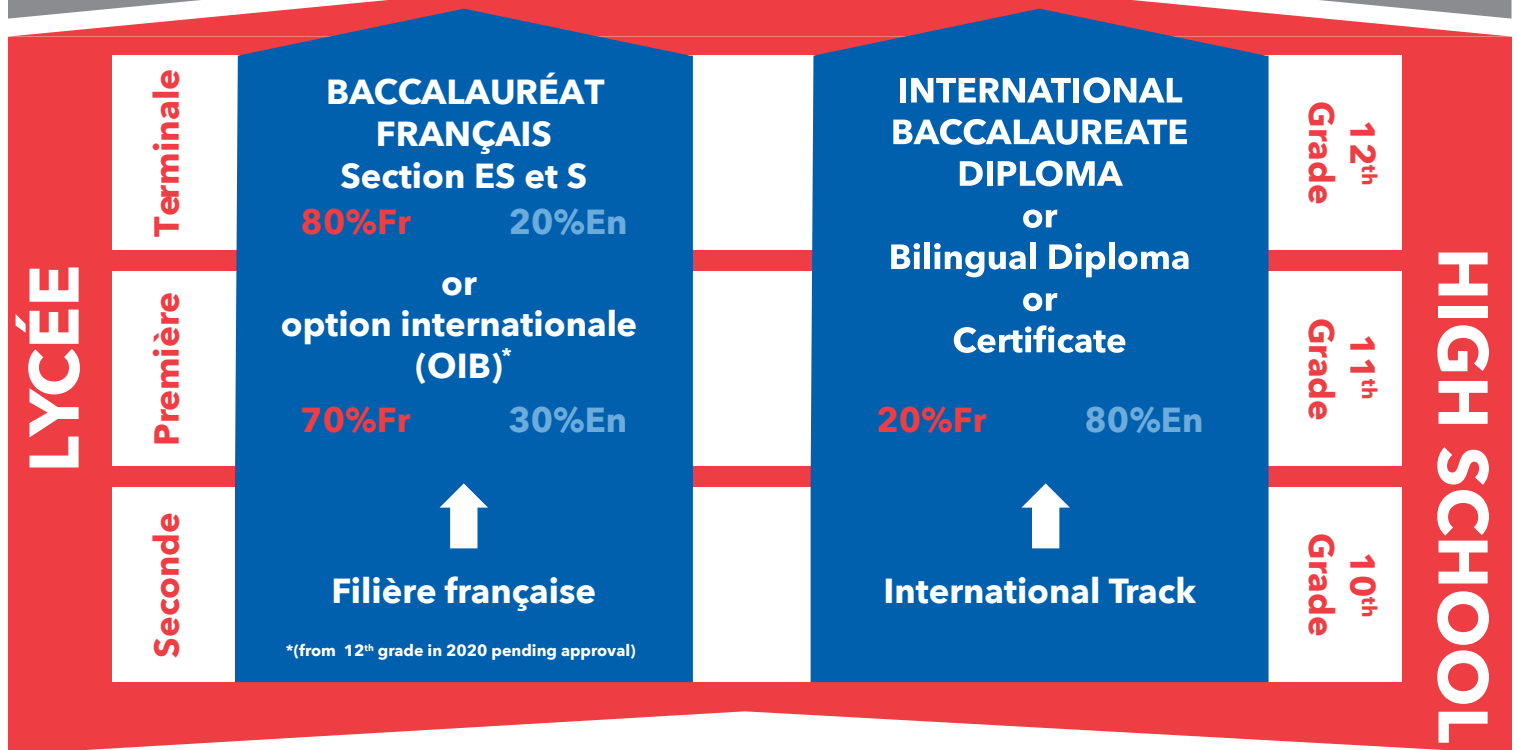 LYCÉE
Terminale
Première
Seconde
BACCALAURÉAT
FRANÇAIS
Section ES et S
80%Fr 20%En
or
option internationale
(OIB)*
70%Fr 30%En
Filière française
*(from 12th grade in 2020 pending approval)
INTERNATIONAL
BACCALAUREATE
DIPLOMA
or
Bilingual Diploma
or
Certificate
20%Fr 80%En
International Track
12th
Grade
11th
Grade
10th
Grade
HIGH SCHOOL